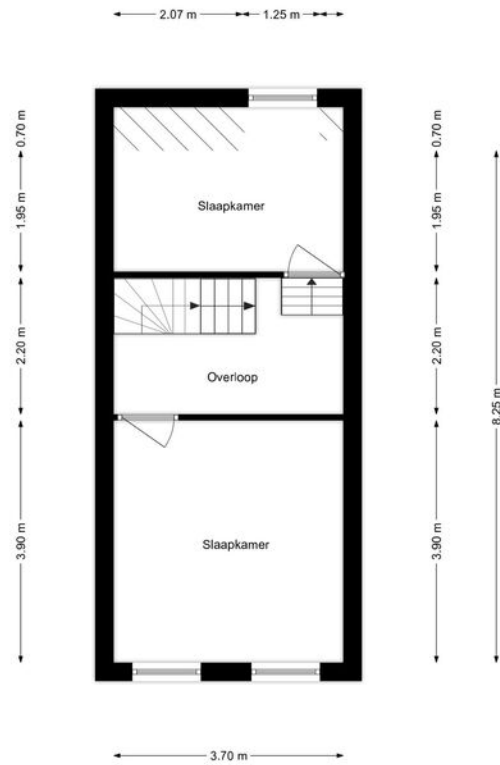 2.07 m
1.25 m
0.70 m
0.70 m
1.95 m
1.95 m
Slaapkamer
2.20 m
2.20 m
Overloop
8.25 m
3.90 m
3.90 m
Slaapkamer
3.70 m